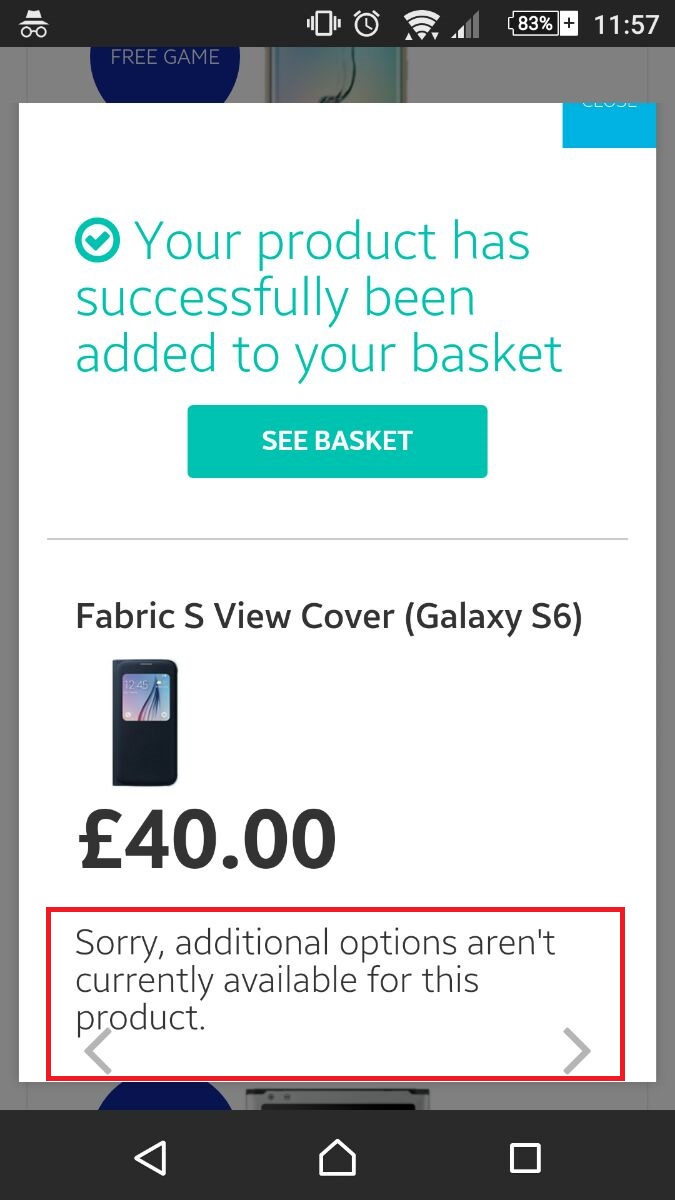 83%
11:57
FREE GAME
CLOSE
Your product has
successfully been
added to your basket
SEE BASKET
Fabric S View Cover (Galaxy S6)
12:45
£40.00
Sorry, additional options aren't
currently available for this
product.